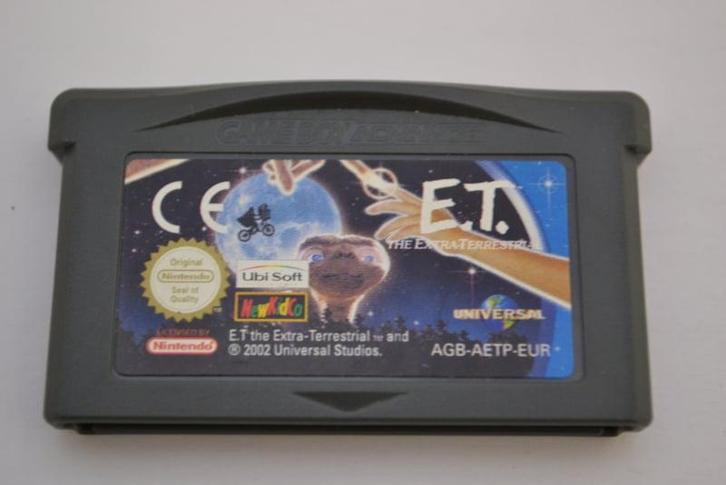 GAME BOY ADVANCE
CE
E.T.
THE EXTRA-TERRESTRIAL
Original
Nintendo
Seal of
Quality
TM
Ubi Soft
NewKidCo
UNIVERSAL
LICENSED BY
Nintendo
E.T the Extra-Terrestrial TM and
® 2002 Universal Studios.
AGB-AETP-EUR